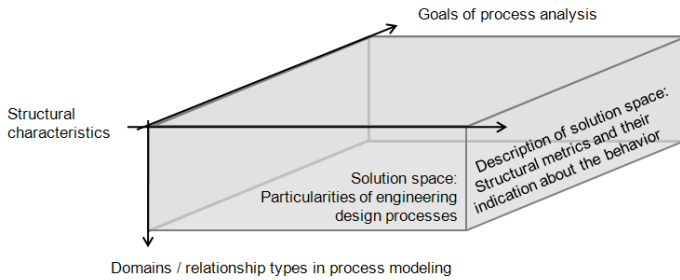 Goals of process analysis
Structural
characteristics
Description of solution space:
Structural metrics and their
indication about the behavior
Solution space:
Particularities of engineering
design processes
Domains / relationship types in process modeling